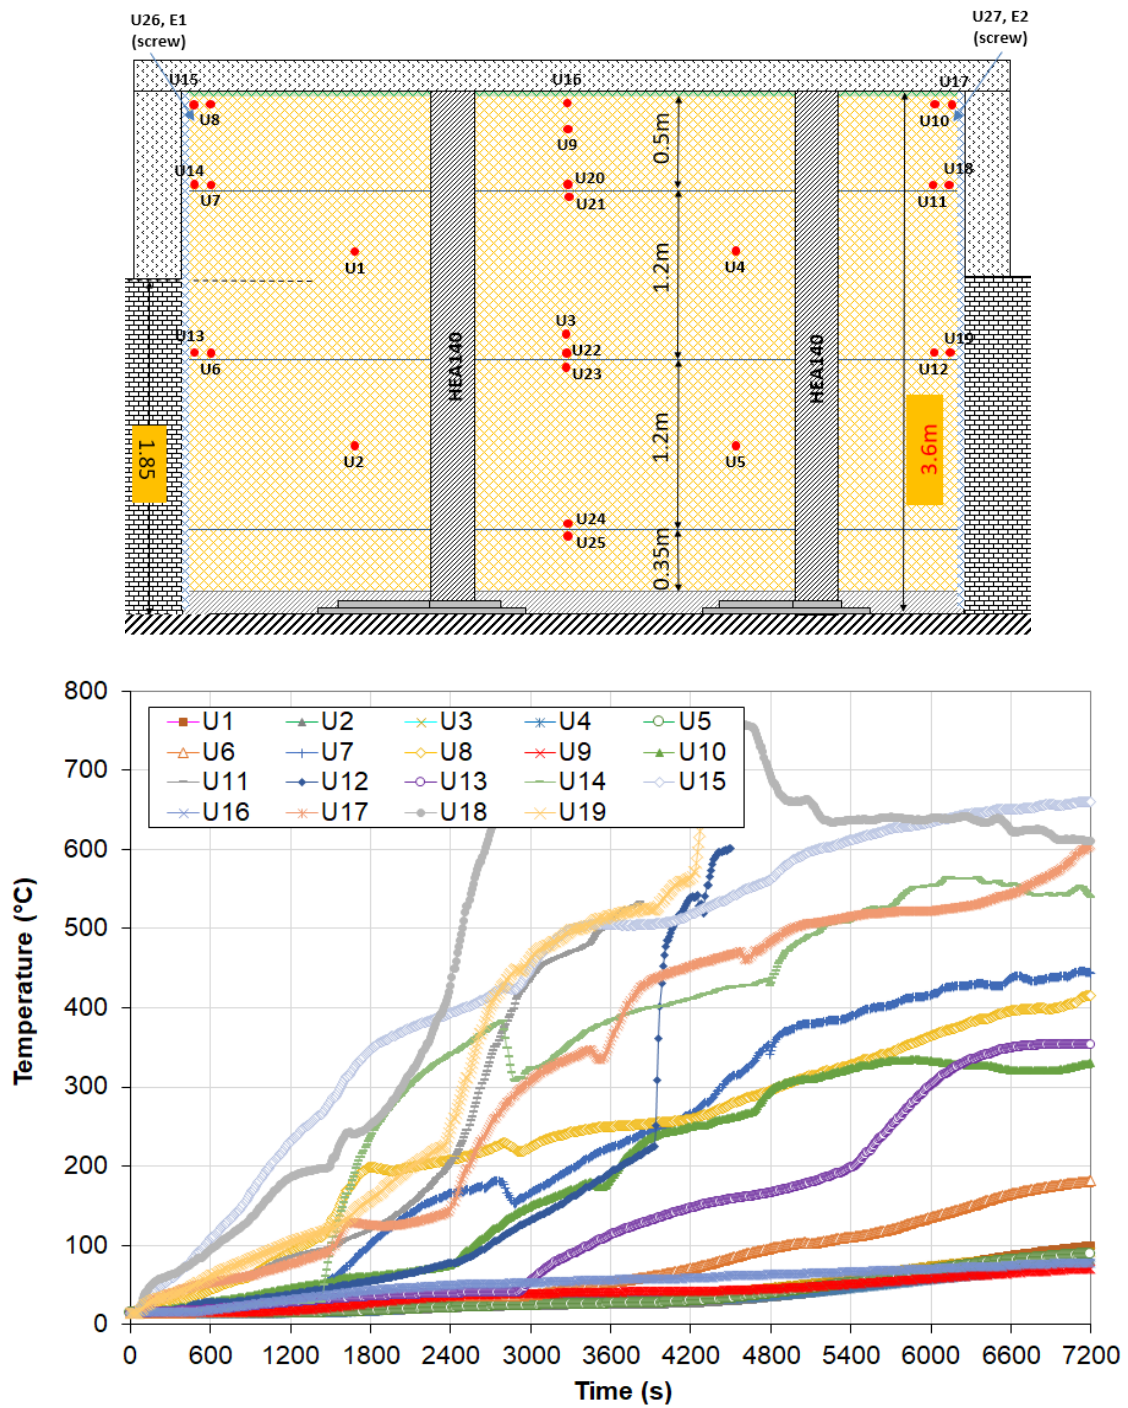 U26, E1
(screw)
U27, E2
(screw)
U15
U16
U17
U8
U10
U9
0.5m
U14
U20
U18
U7
U21
U11
U1
U4
1.2m
U13
U3
U22
U19
U6
U23
U12
HEA140
HEA140
1.85
U2
1.2m
U5
3.6m
U24
U25
0.35m
800
700
600
500
400
300
200
100
0
Temperature (°C)
U1 U2 U3 U4 U5
U6 U7 U8 U9 U10
U11 U12 U13 U14 U15
U16 U17 U18 U19
0 600 1200 1800 2400 3000 3600 4200 4800 5400 6000 6600 7200
Time (s)